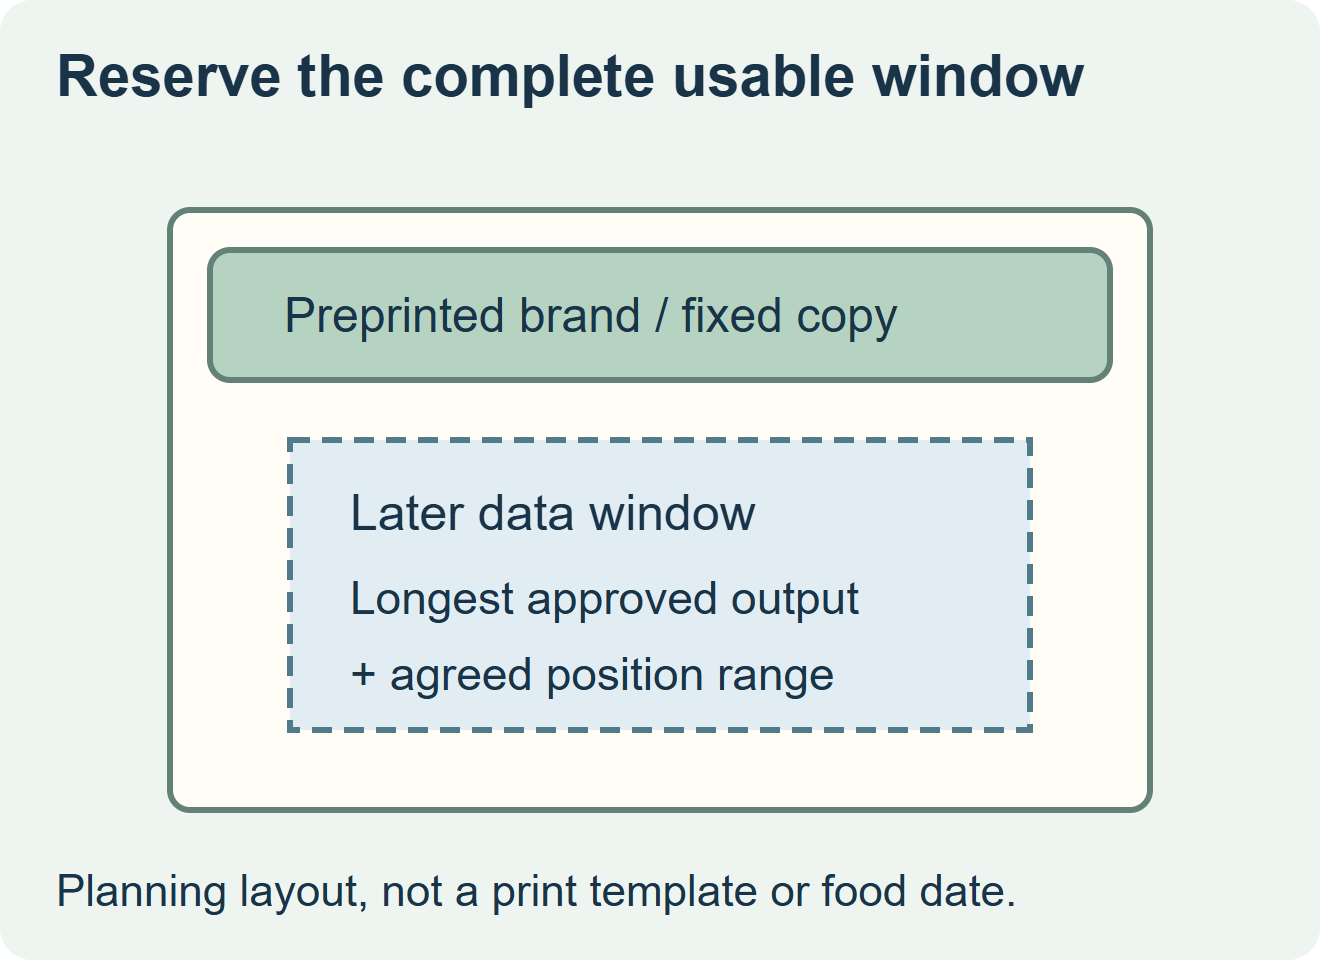 Reserve the complete usable window
Preprinted brand / fixed copy
Later data window
Longest approved output
+ agreed position range
Planning layout, not a print template or food date.